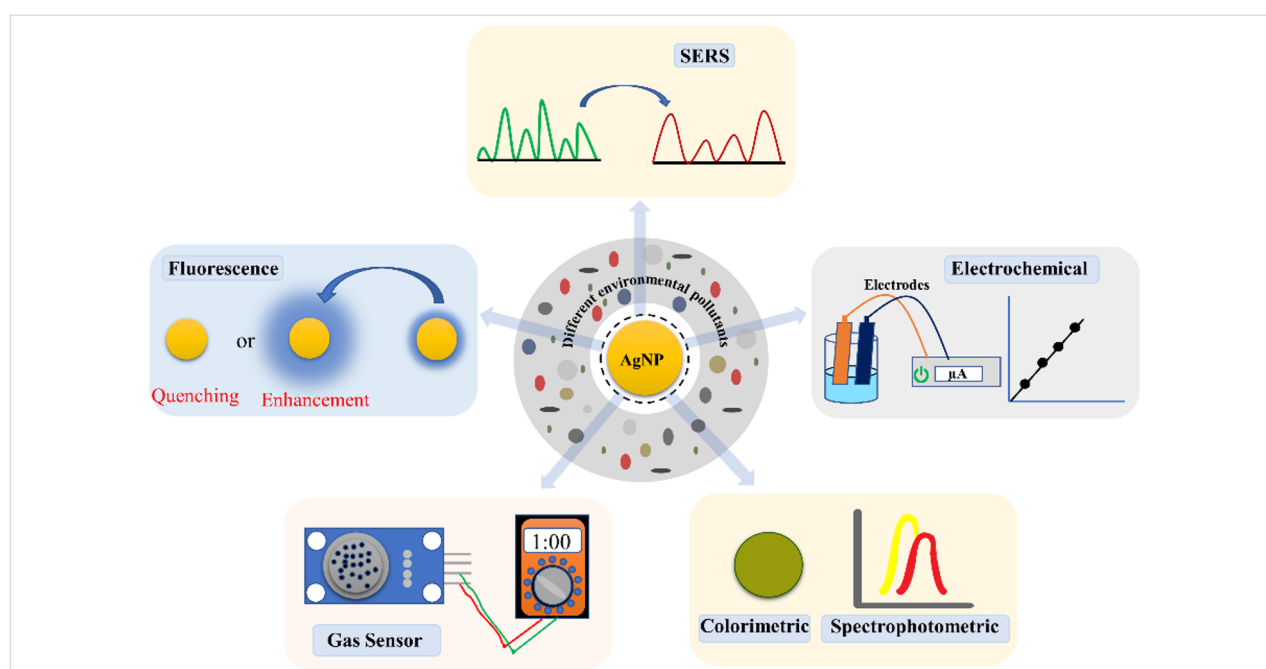 SERS
Fluorescence
or
Quenching
Enhancement
Different environmental pollutants
AgNP
Electrochemical
Electrodes
µA
1:00
Gas Sensor
Colorimetric
Spectrophotometric